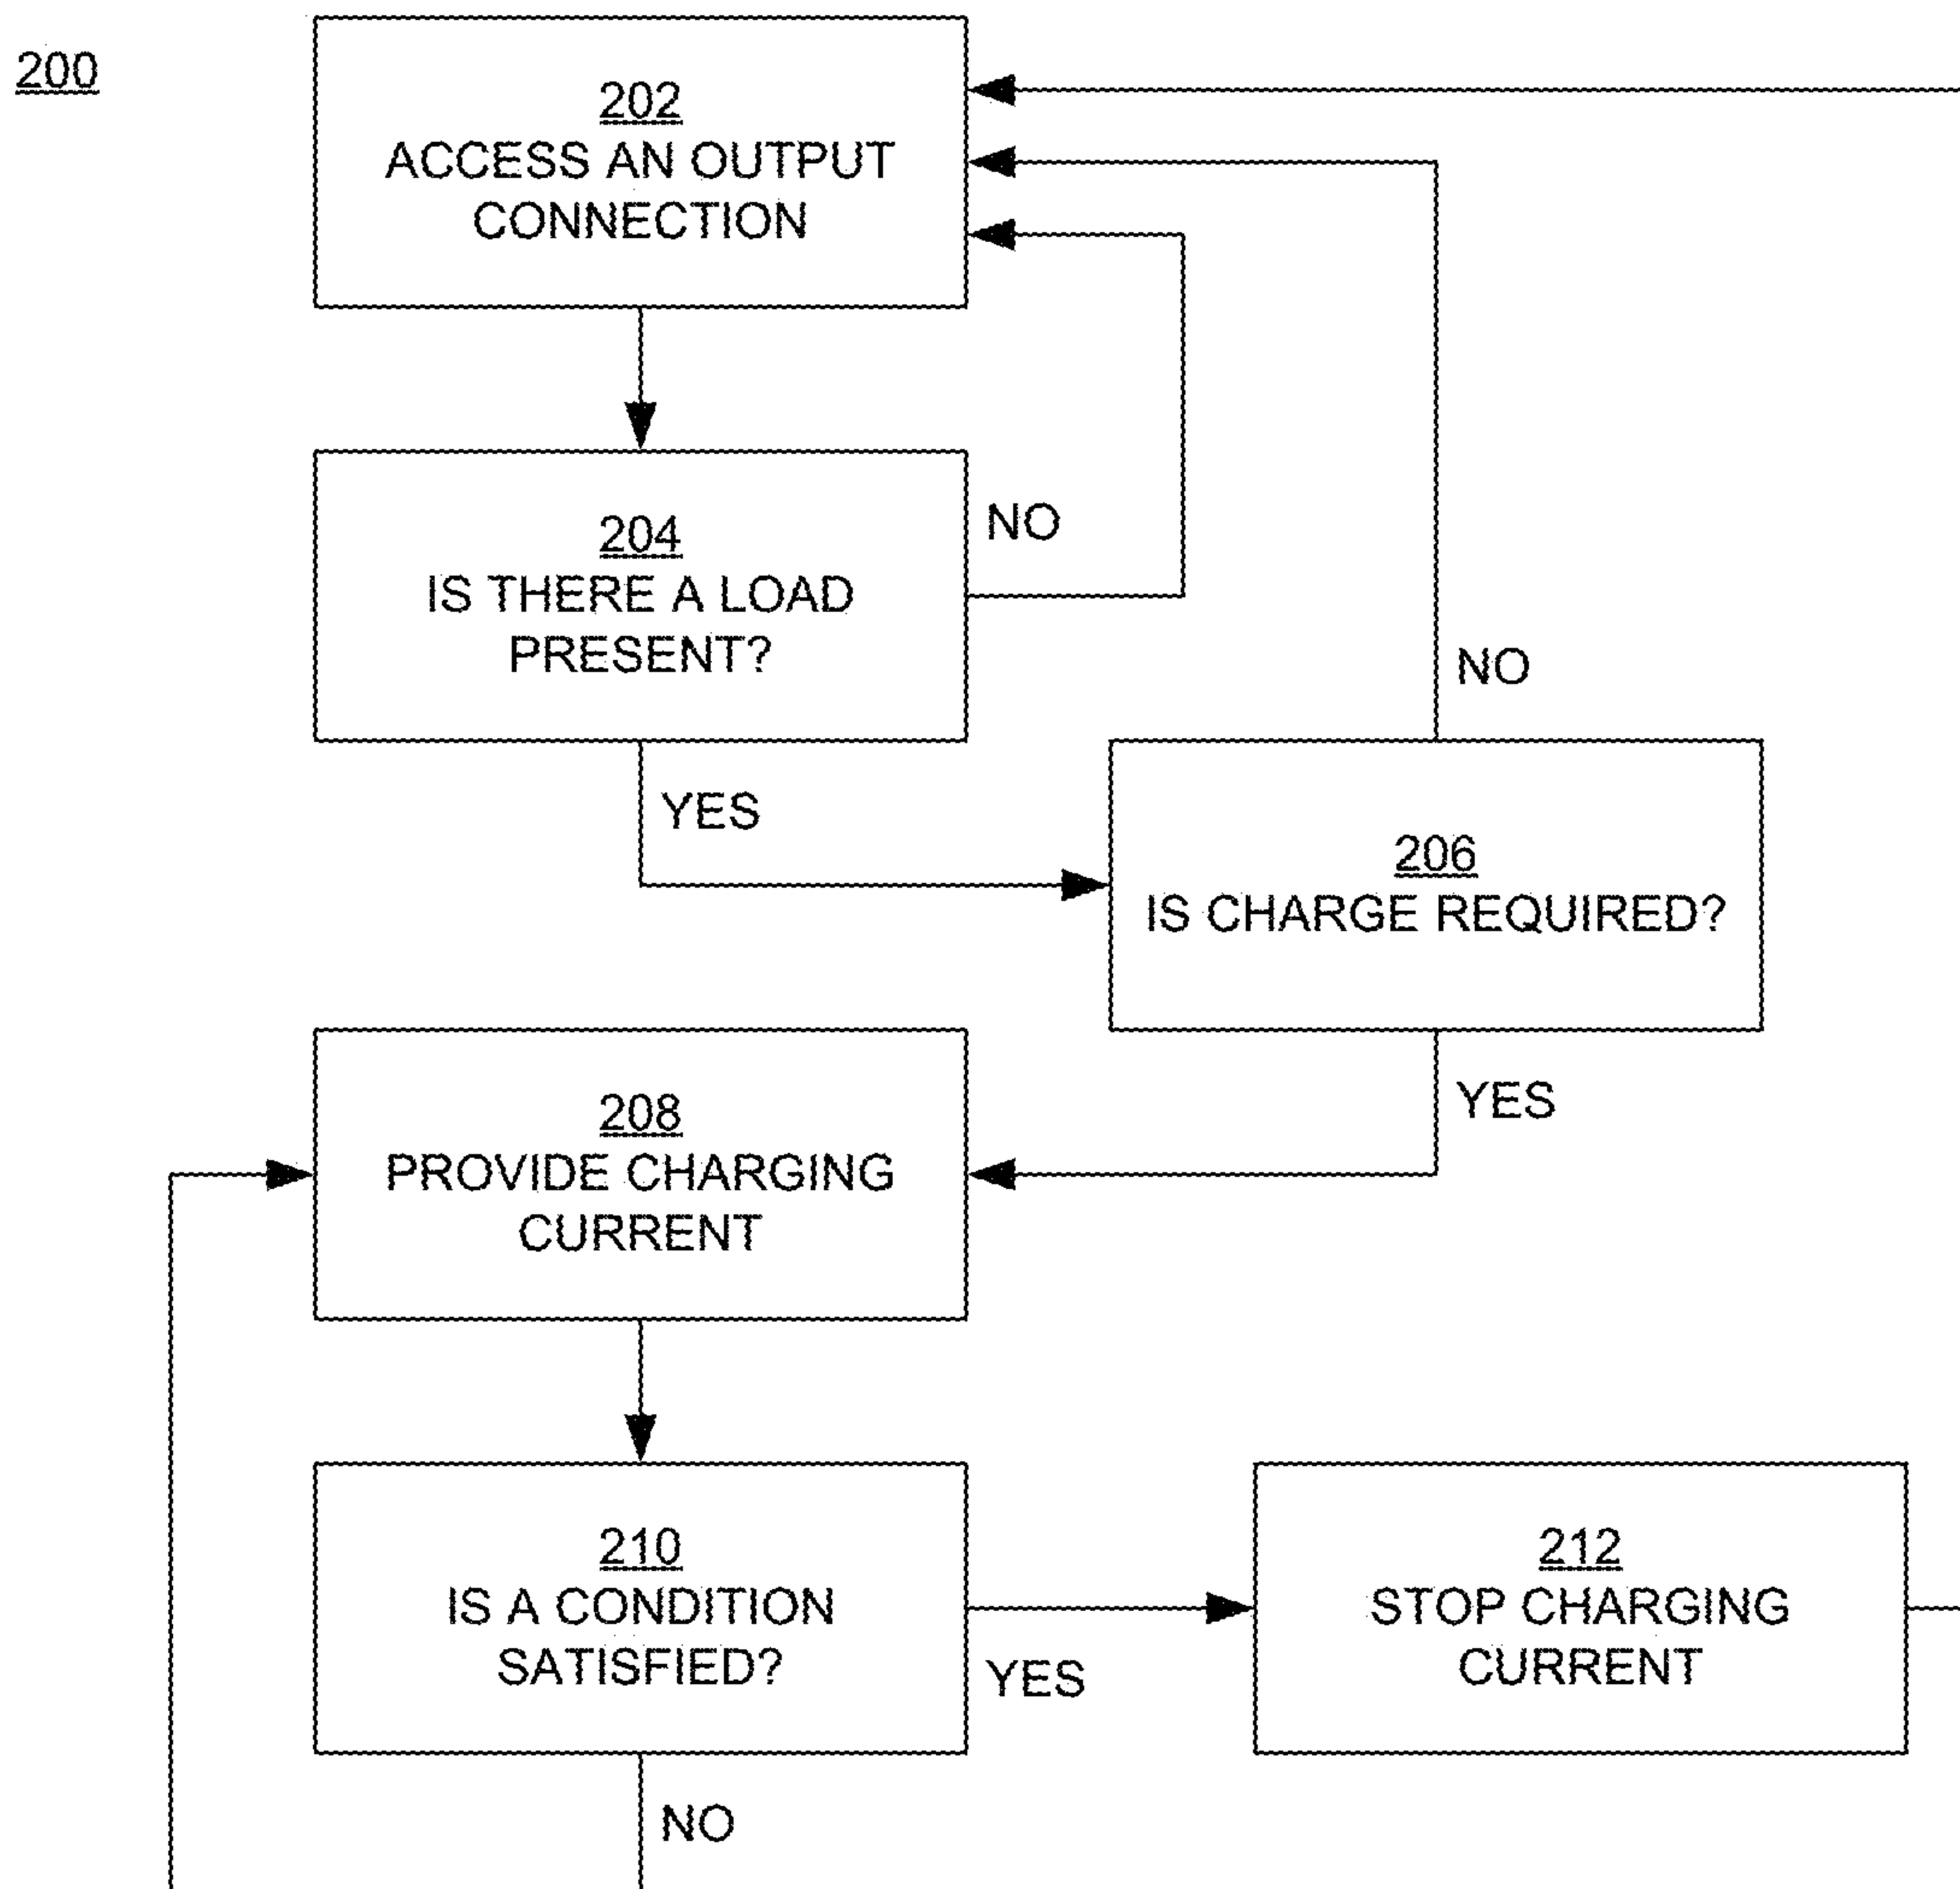 200
202
ACCESS AN OUTPUT
CONNECTION
204
IS THERE A LOAD
PRESENT?
NO
NO
YES
206
IS CHARGE REQUIRED?
YES
208
PROVIDE CHARGING
CURRENT
210
IS A CONDITION
SATISFIED?
YES
212
STOP CHARGING
CURRENT
NO